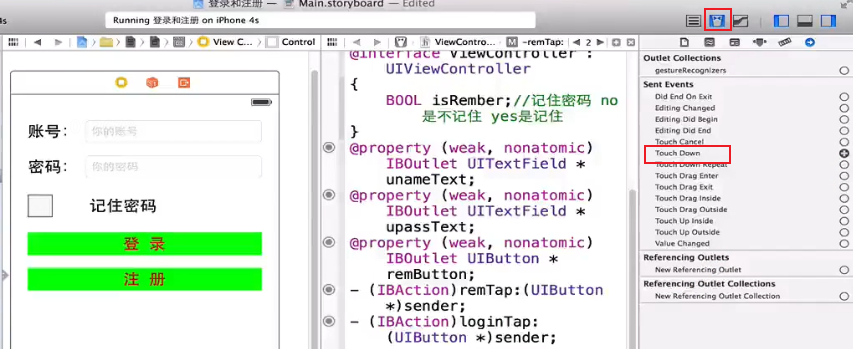 4s
登录和注册 — Main.storyboard — Edited
Running 登录和注册 on iPhone 4s
View C... Control
ViewContro... M -remTap: 2
@interface ViewController :
UIViewController
{
BOOL isRember;//记住密码 no
是不记住 yes是记住
}
@property (weak, nonatomic)
IBOutlet UITextField *
unameText;
@property (weak, nonatomic)
IBOutlet UITextField *
upassText;
@property (weak, nonatomic)
IBOutlet UIButton *
remButton;
- (IBAction)remTap:(UIButton
*)sender;
- (IBAction)loginTap:
(UIButton *)sender;
账号: 你的账号
密码: 你的密码
记住密码
登 录
注 册
Outlet Collections
gestureRecognizers
Sent Events
Did End On Exit
Editing Changed
Editing Did Begin
Editing Did End
Touch Cancel
Touch Down
Touch Down Repeat
Touch Drag Enter
Touch Drag Exit
Touch Drag Inside
Touch Drag Outside
Touch Up Inside
Touch Up Outside
Value Changed
Referencing Outlets
New Referencing Outlet
Referencing Outlet Collections
New Referencing Outlet Collection